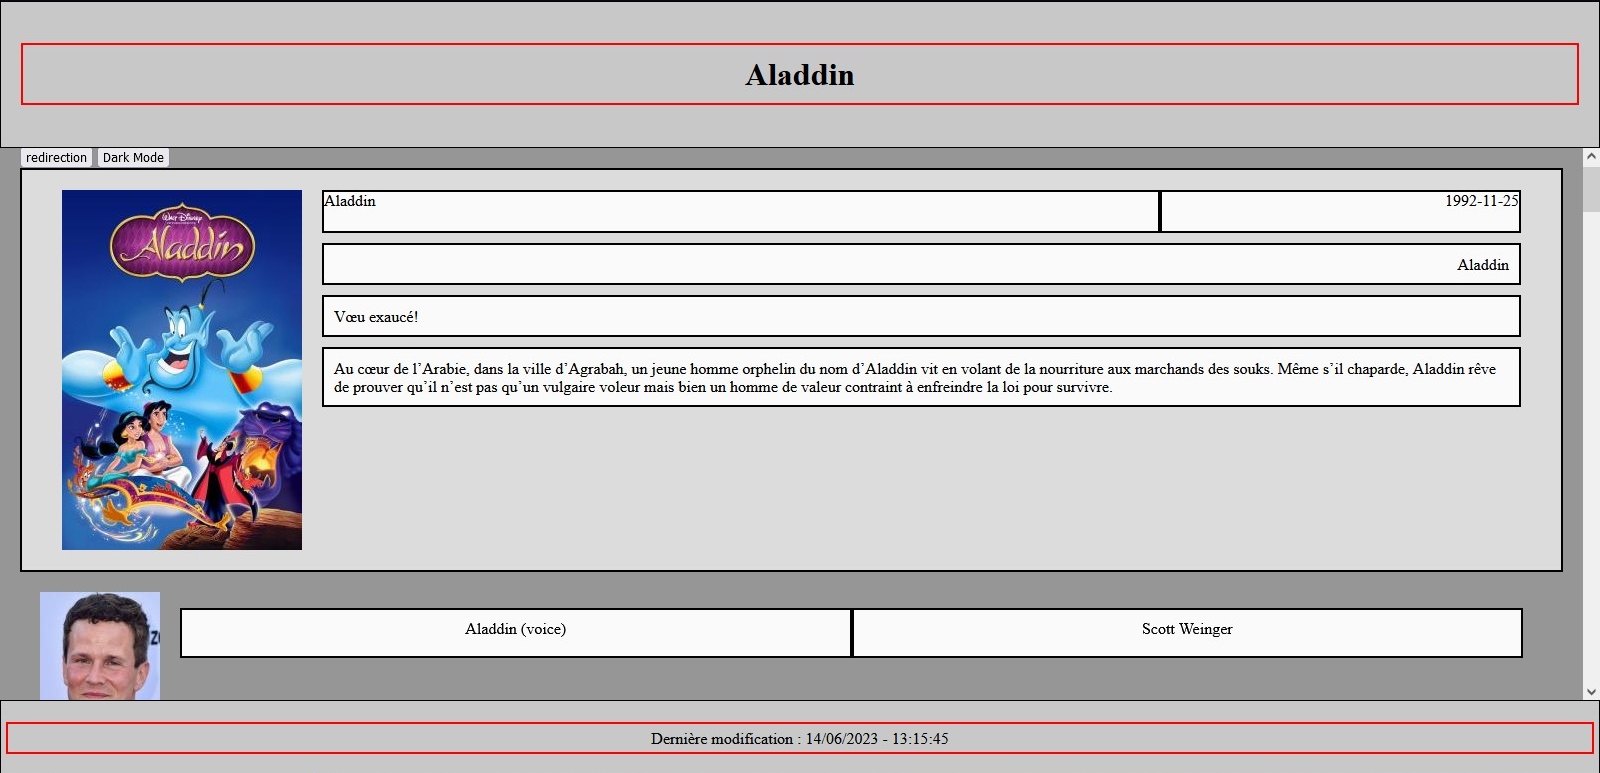 Aladdin
redirection Dark Mode
Walt Disney
Aladdin
Aladdin 1992-11-25
Aladdin
Vœu exaucé!
Au cœur de l’Arabie, dans la ville d’Agrabah, un jeune homme orphelin du nom d’Aladdin vit en volant de la nourriture aux marchands des souks. Même s’il chaparde, Aladdin rêve
de prouver qu’il n’est pas qu’un vulgaire voleur mais bien un homme de valeur contraint à enfreindre la loi pour survivre.
Aladdin (voice) Scott Weinger
Dernière modification : 14/06/2023 - 13:15:45